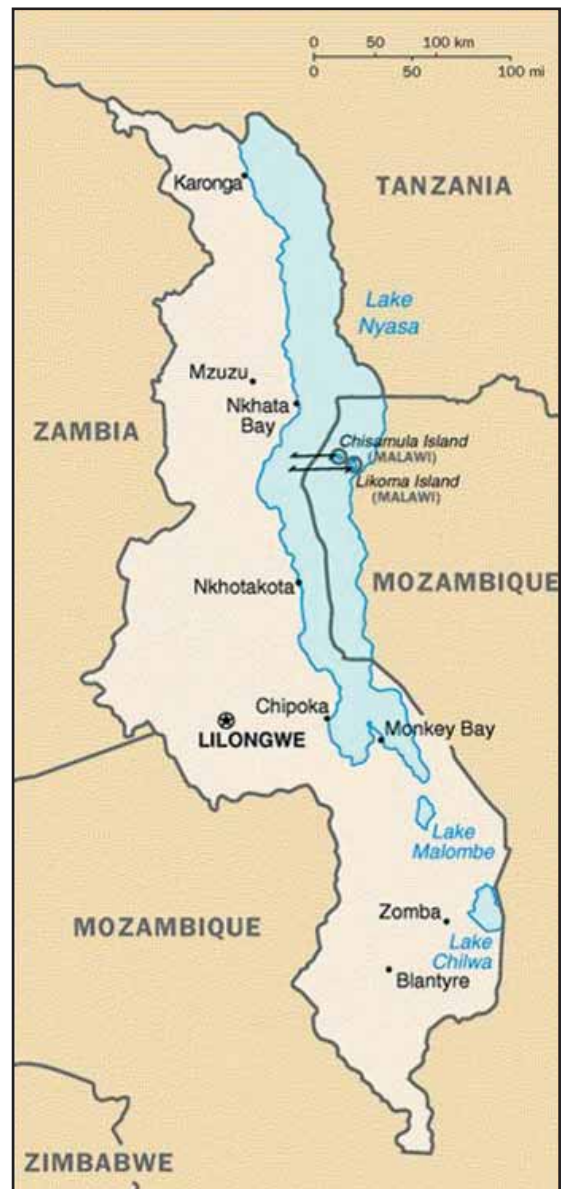 0 50 100 km
0 50 100 mi
Karonga
TANZANIA
Lake
Nyasa
Mzuzu
Nkhata
Bay
ZAMBIA
Chisamula Island
(MALAWI)
Likoma Island
(MALAWI)
Nkhotakota
MOZAMBIQUE
Chipoka
LILONGWE
Monkey Bay
Lake
Malombe
MOZAMBIQUE
Zomba
Lake
Chilwa
Blantyre
ZIMBABWE